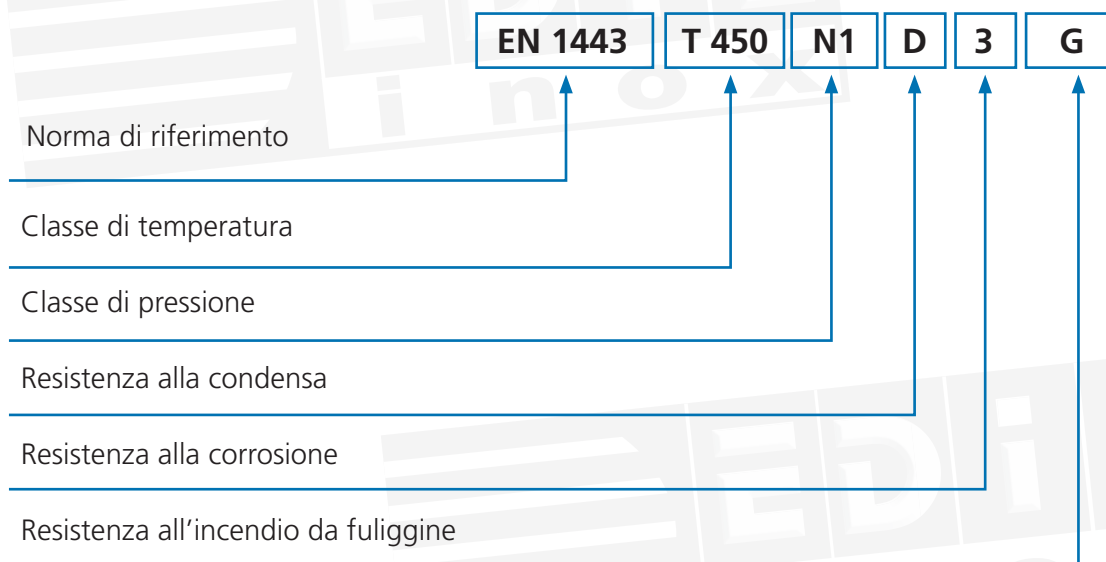 EN 1443 T 450 N1 D 3 G
inox
Norma di riferimento
Classe di temperatura
Classe di pressione
Resistenza alla condensa
Resistenza alla corrosione
Resistenza all'incendio da fuliggine